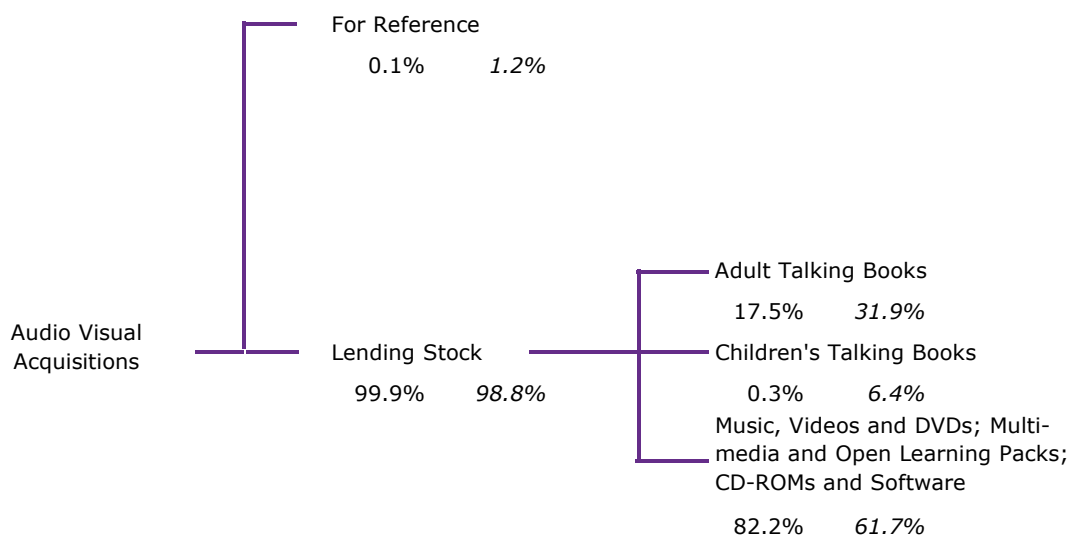 For Reference
0.1% 1.2%
Audio Visual
Acquisitions
Lending Stock
99.9% 98.8%
Adult Talking Books
17.5% 31.9%
Children's Talking Books
0.3% 6.4%
Music, Videos and DVDs; Multi-
media and Open Learning Packs;
CD-ROMs and Software
82.2% 61.7%